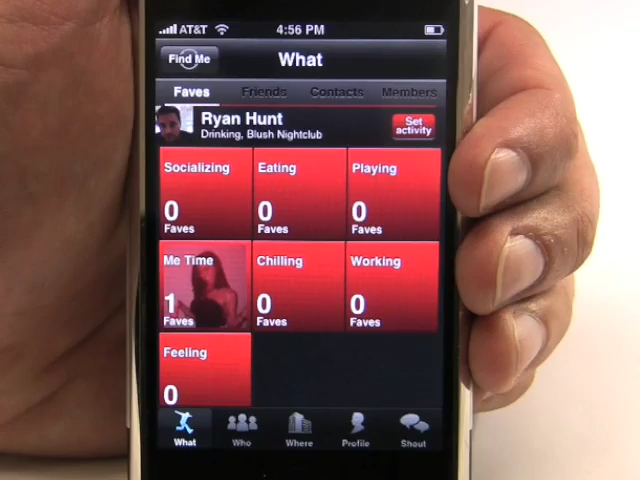 AT&T 4:56 PM
Find Me What
Faves Friends Contacts Members
Ryan Hunt
Drinking, Blush Nightclub
Set activity
Socializing Eating Playing
0 0 0
Faves Faves Faves
Me Time Chilling Working
1 0 0
Faves Faves Faves
Feeling
0
What Who Where Profile Shout